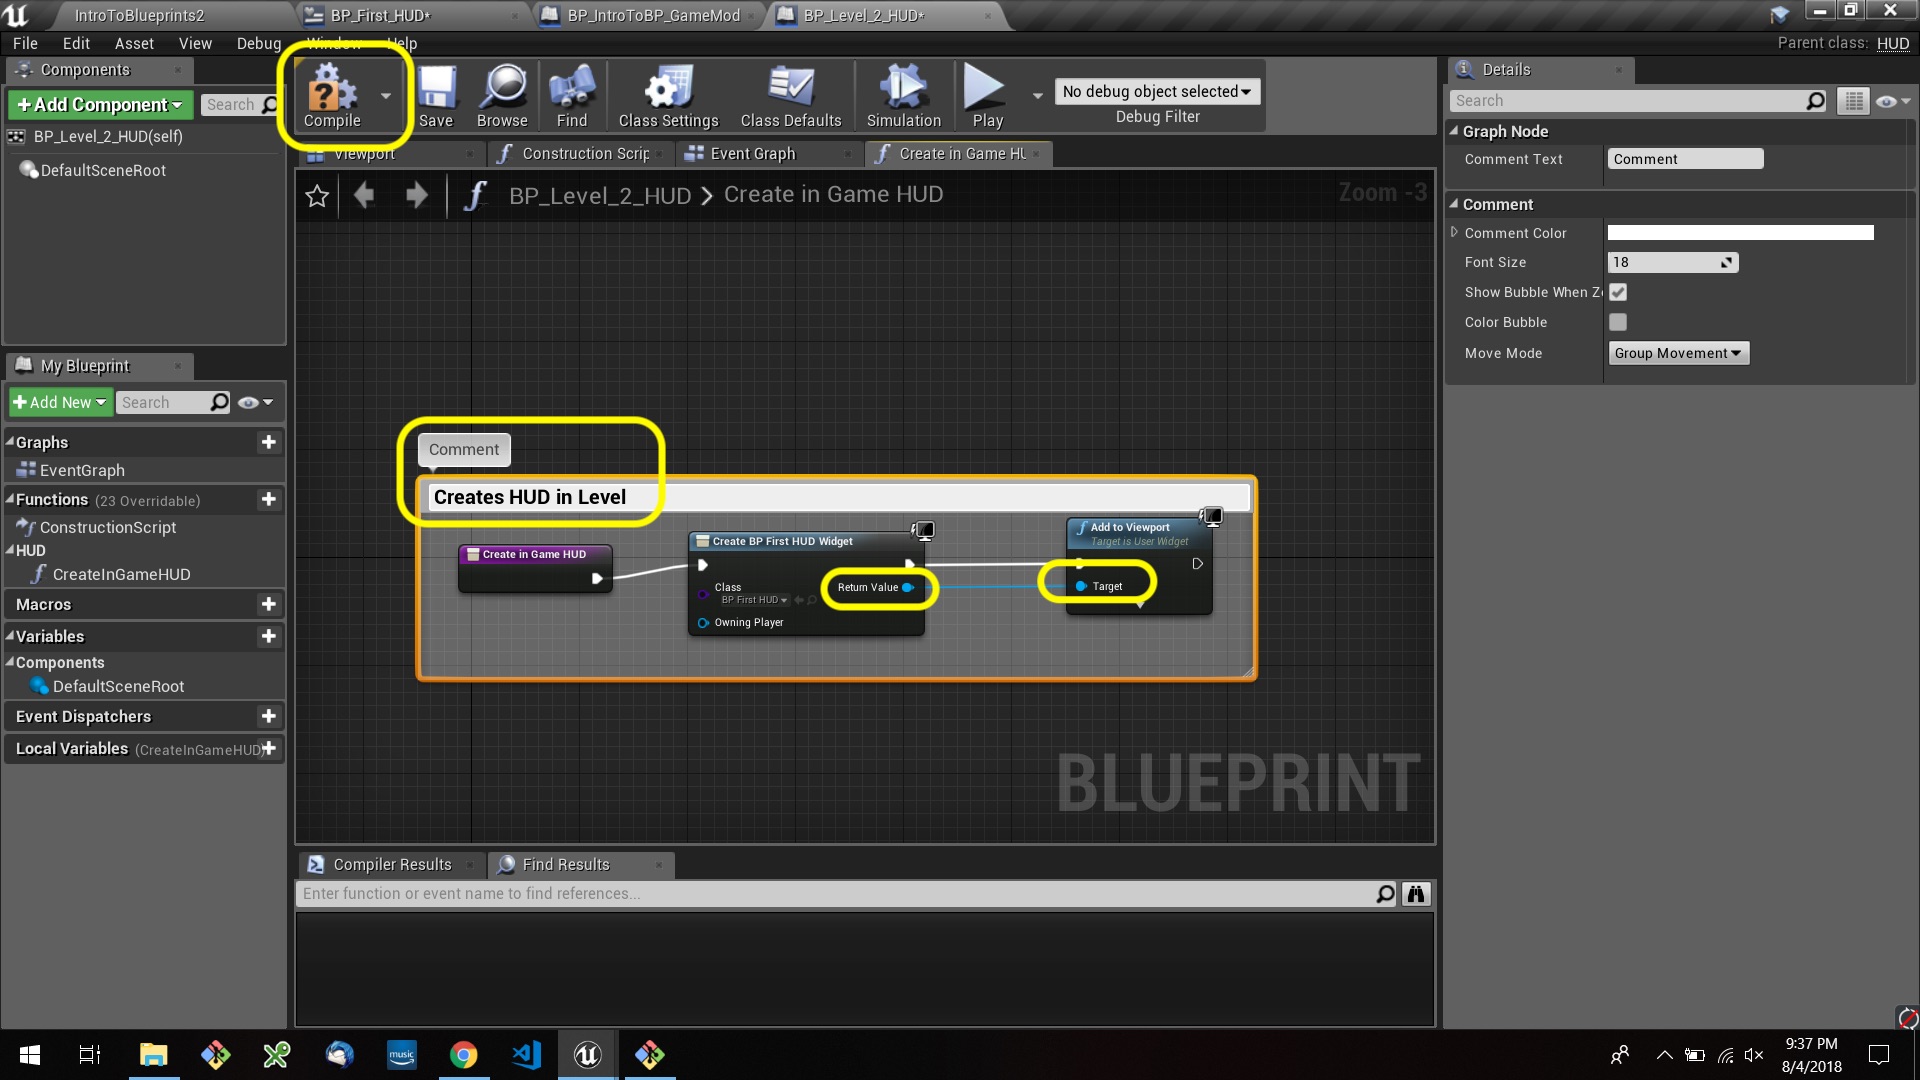 IntroToBlueprints2
BP_First_HUD*
BP_IntroToBP_GameMod
BP_Level_2_HUD*
File Edit Asset View Debug Window Help
Parent class: HUD
Components
+Add Component
Search
BP_Level_2_HUD(self)
DefaultSceneRoot
Compile
Save
Browse
Find
Class Settings
Class Defaults
Simulation
Play
No debug object selected
Debug Filter
Viewport
Construction Scrip
Event Graph
Create in Game HU
BP_Level_2_HUD > Create in Game HUD
Zoom -3
My Blueprint
+Add New
Search
Graphs
EventGraph
Functions (23 Overridable)
ConstructionScript
HUD
CreateInGameHUD
Macros
Variables
Components
DefaultSceneRoot
Event Dispatchers
Local Variables (CreateInGameHUD)
Comment
Creates HUD in Level
Create in Game HUD
Create BP First HUD Widget
Class
BP First HUD
Return Value
Owning Player
Add to Viewport
Target is User Widget
Target
BLUEPRINT
Compiler Results
Find Results
Enter function or event name to find references...
Details
Search
Graph Node
Comment Text
Comment
Comment
Comment Color
Font Size
18
Show Bubble When Zo
Color Bubble
Move Mode
Group Movement
music
9:37 PM
8/4/2018